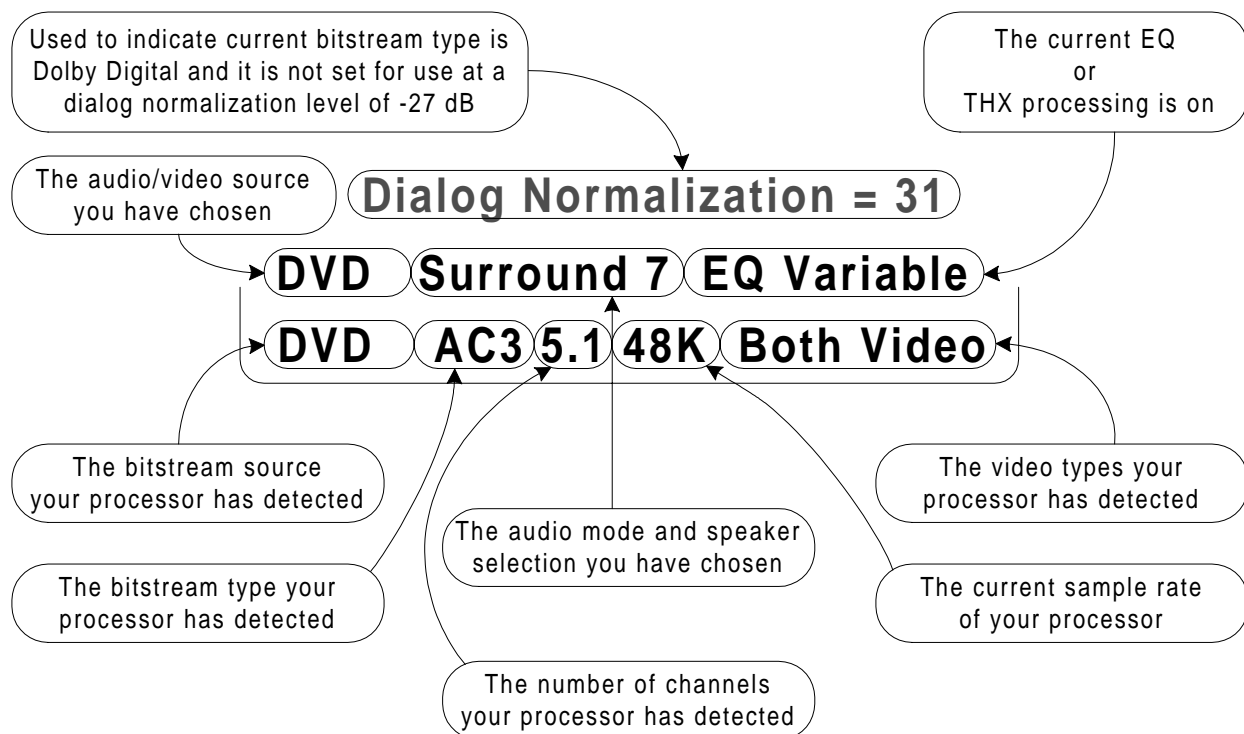 Used to indicate current bitstream type is
Dolby Digital and it is not set for use at a
dialog normalization level of -27 dB
The current EQ
or
THX processing is on
The audio/video source
you have chosen
Dialog Normalization = 31
DVD Surround 7 EQ Variable
DVD AC3 5.1 48K Both Video
The bitstream source
your processor has detected
The video types your
processor has detected
The audio mode and speaker
selection you have chosen
The bitstream type your
processor has detected
The current sample rate
of your processor
The number of channels
your processor has detected